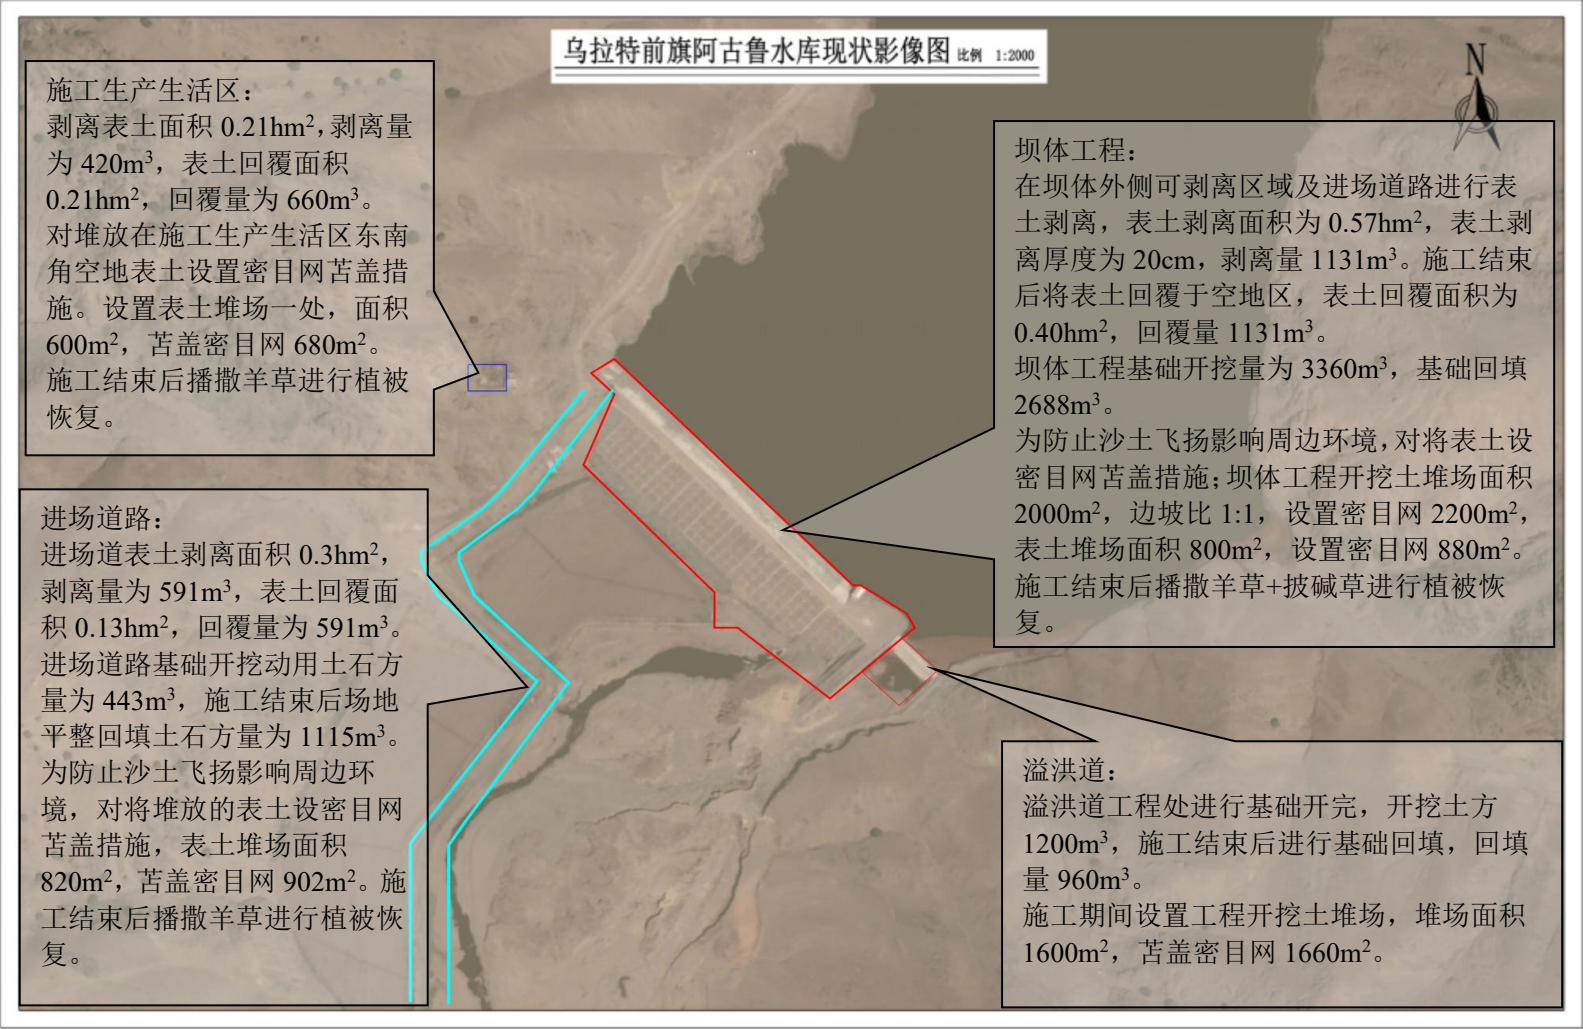 乌拉特前旗阿古鲁水库现状影像图 比例 1:2000
N
施工生产生活区：
剥离表土面积 0.21hm²，剥离量
为 420m³，表土回覆面积
0.21hm²，回覆量为 660m³。
对堆放在施工生产生活区东南
角空地表土设置密目网苫盖措
施。设置表土堆场一处，面积
600m²，苫盖密目网 680m²。
施工结束后播撒羊草进行植被
恢复。
坝体工程：
在坝体外侧可剥离区域及进场道路进行表
土剥离，表土剥离面积为 0.57hm²，表土剥
离厚度为 20cm，剥离量 1131m³。施工结束
后将表土回覆于空地区，表土回覆面积为
0.40hm²，回覆量 1131m³。
坝体工程基础开挖量为 3360m³，基础回填
2688m³。
为防止沙土飞扬影响周边环境，对将表土设
密目网苫盖措施；坝体工程开挖土堆场面积
2000m²，边坡比 1:1，设置密目网 2200m²，
表土堆场面积 800m²，设置密目网 880m²。
施工结束后播撒羊草+披碱草进行植被恢
复。
进场道路：
进场道表土剥离面积 0.3hm²，
剥离量为 591m³，表土回覆面
积 0.13hm²，回覆量为 591m³。
进场道路基础开挖动用土石方
量为 443m³，施工结束后场地
平整回填土石方量为 1115m³。
为防止沙土飞扬影响周边环
境，对将堆放的表土设密目网
苫盖措施，表土堆场面积
820m²，苫盖密目网 902m²。施
工结束后播撒羊草进行植被恢
复。
溢洪道：
溢洪道工程处进行基础开完，开挖土方
1200m³，施工结束后进行基础回填，回填
量 960m³。
施工期间设置工程开挖土堆场，堆场面积
1600m²，苫盖密目网 1660m²。